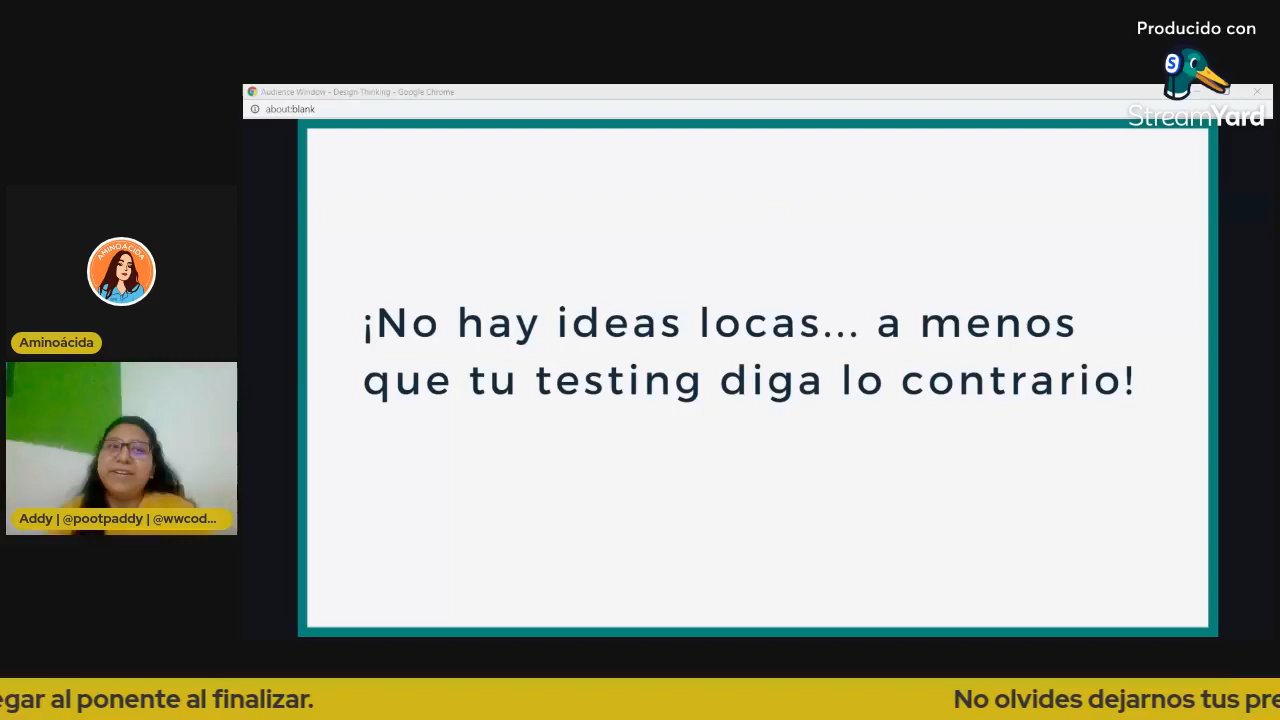 Producido con
StreamYard
Audience Window - Design Thinking - Google Chrome
about:blank
AMINOÁCIDA
Aminoácida
¡No hay ideas locas... a menos
que tu testing diga lo contrario!
Addy | @pootpaddy | @wwcod...
egar al ponente al finalizar.
No olvides dejarnos tus pre